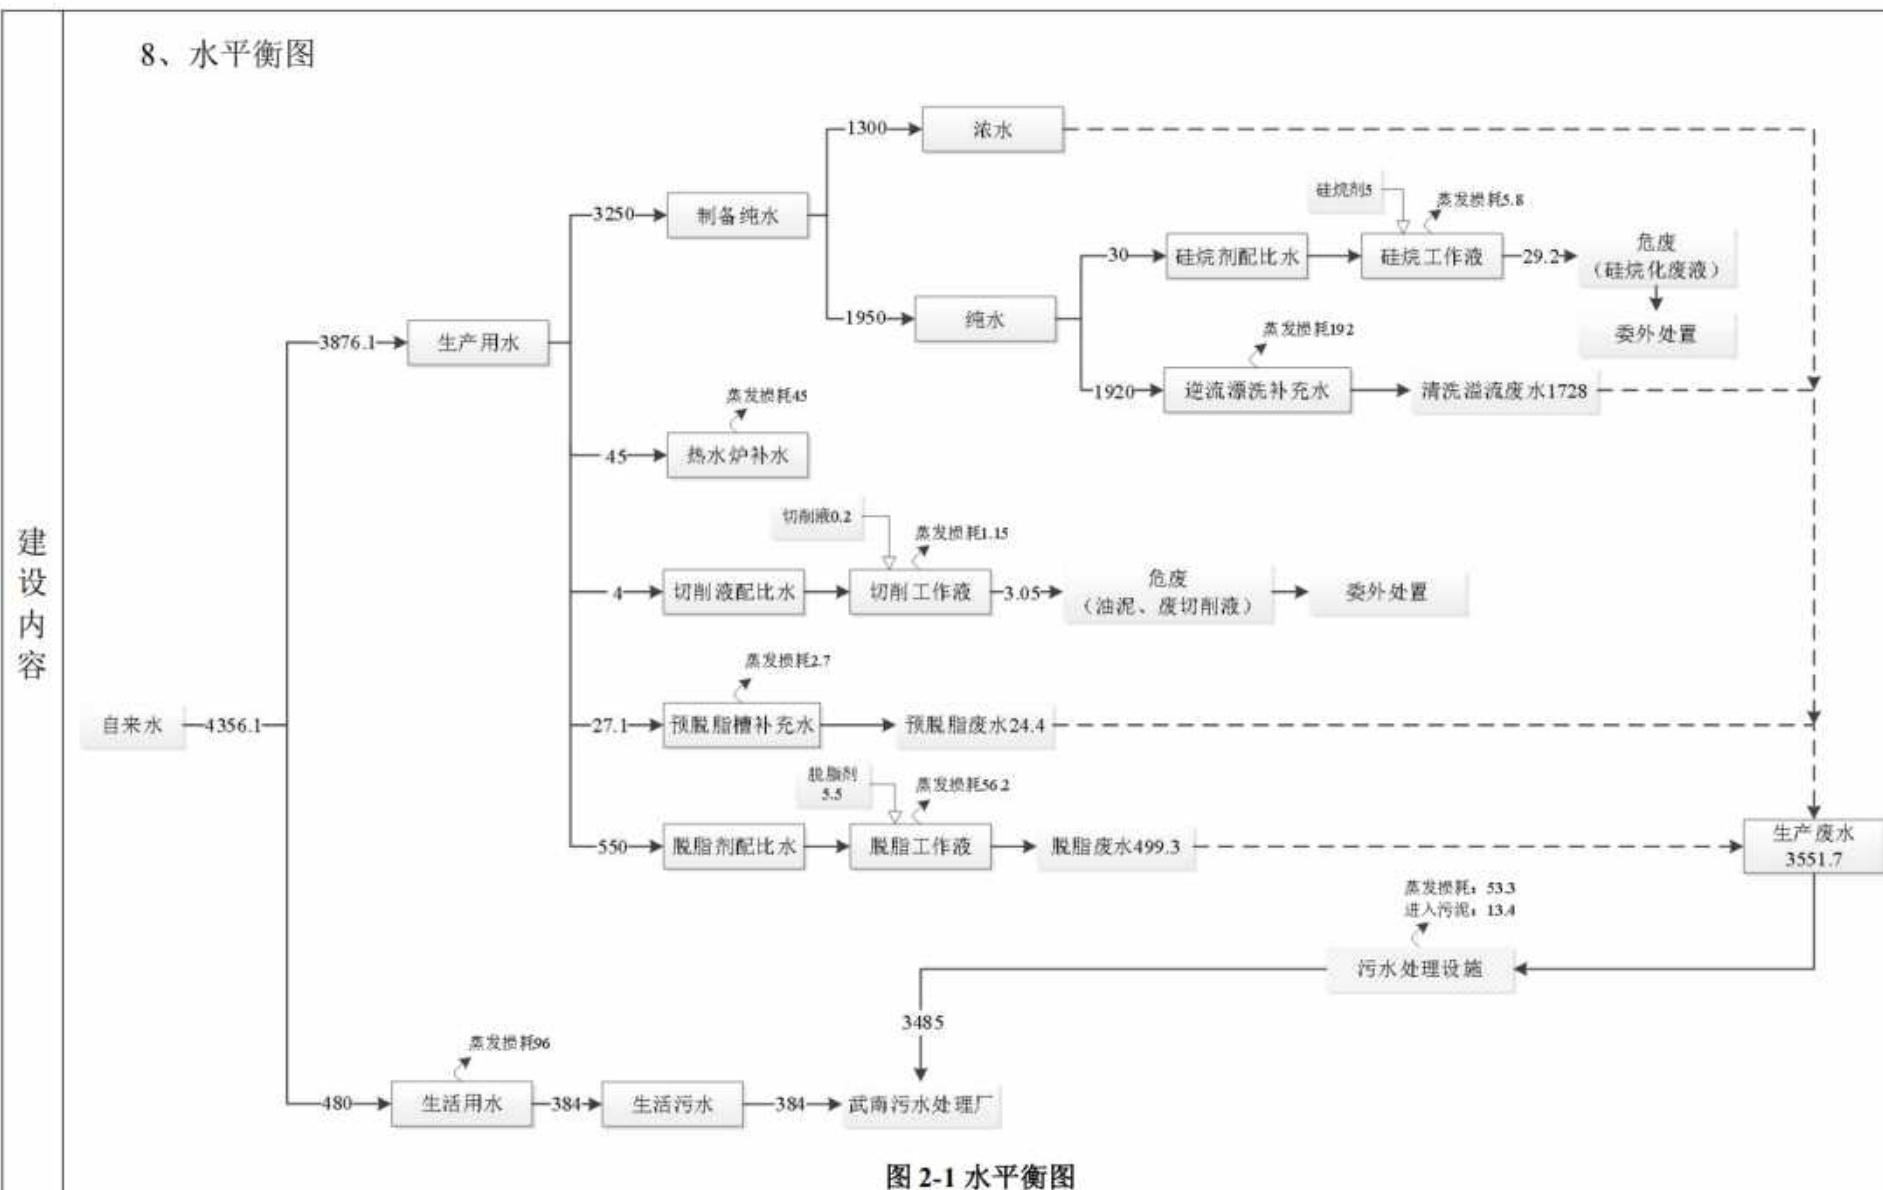 8、水平衡图
建
设
内
容
1300
浓水
3250
制备纯水
硅烷剂5
蒸发损耗5.8
30
硅烷剂配比水
硅烷工作液
29.2
危废
（硅烷化废液）
委外处置
1950
纯水
蒸发损耗192
1920
逆流漂洗补充水
清洗溢流废水1728
3876.1
生产用水
蒸发损耗45
45
热水炉补水
切削液0.2
蒸发损耗1.15
4
切削液配比水
切削工作液
3.05
危废
（油泥、废切削液）
委外处置
蒸发损耗2.7
自来水
4356.1
27.1
预脱脂槽补充水
预脱脂废水24.4
脱脂剂
5.5
蒸发损耗56.2
550
脱脂剂配比水
脱脂工作液
脱脂废水499.3
生产废水
3551.7
蒸发损耗：53.3
进入污泥：13.4
污水处理设施
3485
蒸发损耗96
480
生活用水
384
生活污水
384
武南污水处理厂
图 2-1 水平衡图